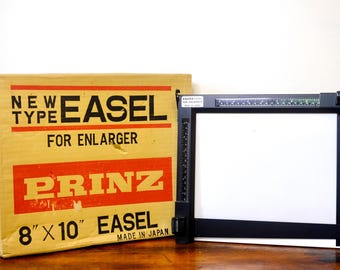 NEW TYPE EASEL
FOR ENLARGER
PRINZ
8" X 10" EASEL
MADE IN JAPAN